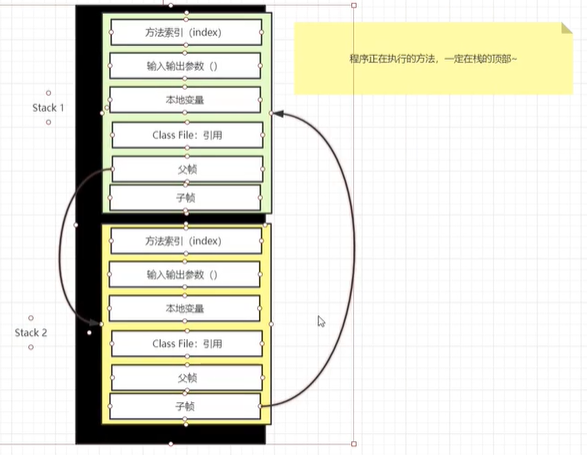 方法索引（index）
输入输出参数（）
本地变量
Class File：引用
父帧
子帧
Stack 1
程序正在执行的方法，一定在栈的顶部~
方法索引（index）
输入输出参数（）
本地变量
Class File：引用
父帧
子帧
Stack 2